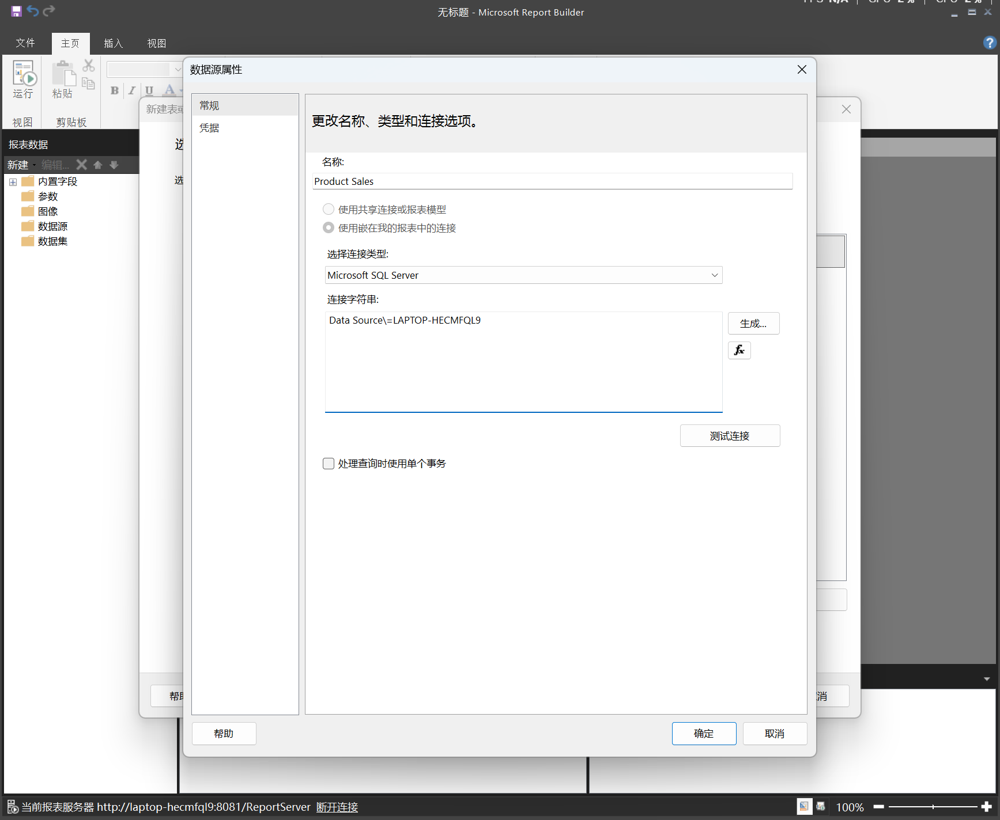 无标题 - Microsoft Report Builder
文件
主页
插入
视图
运行
粘贴
B I U A
视图
剪贴板
数据源属性
新建表
常规
凭据
更改名称、类型和连接选项。
报表数据
新建
编辑...
内置字段
参数
图像
数据源
数据集
选
选
名称:
Product Sales
使用共享连接或报表模型
使用嵌在我的报表中的连接
选择连接类型:
Microsoft SQL Server
连接字符串:
Data Source\=LAPTOP-HECMFQL9
生成...
fx
测试连接
处理查询时使用单个事务
帮助
消
帮助
确定
取消
当前报表服务器 http://laptop-hecmfql9:8081/ReportServer 断开连接
100%